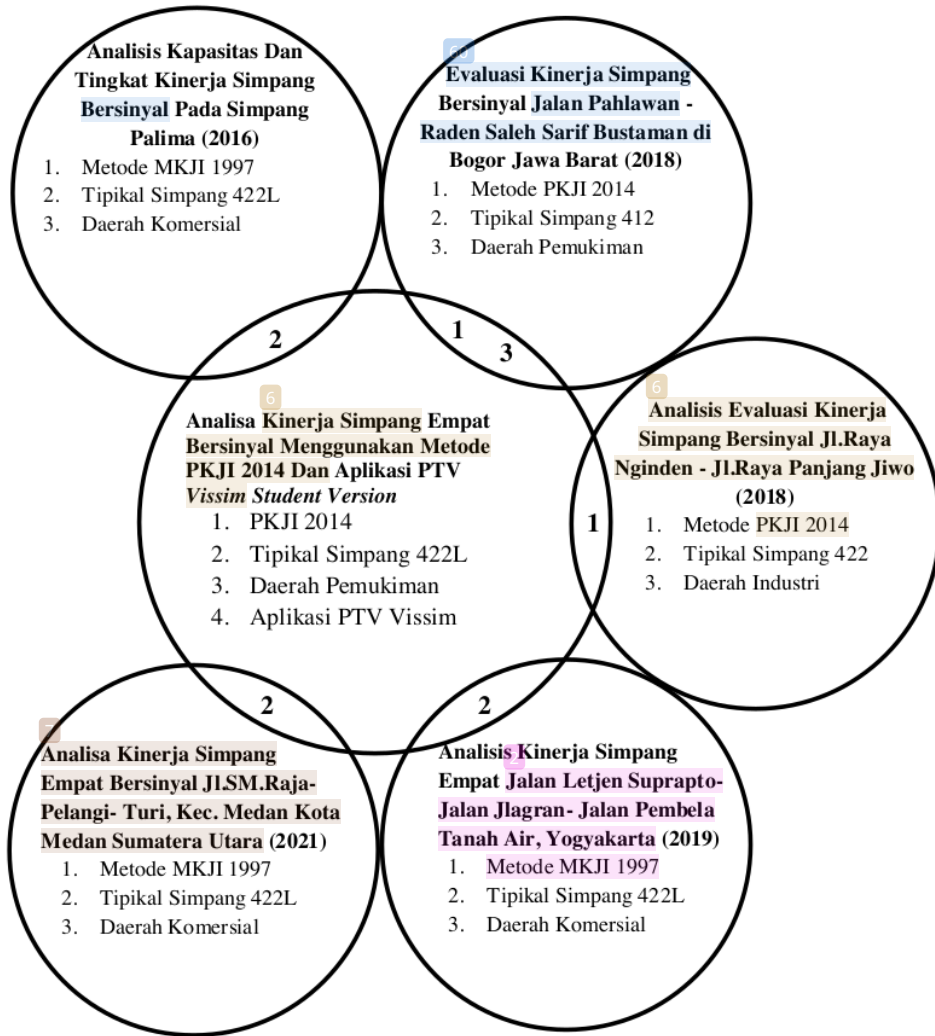 Analisis Kapasitas Dan
Tingkat Kinerja Simpang
Bersinyal Pada Simpang
Palima (2016)
1. Metode MKJI 1997
2. Tipikal Simpang 422L
3. Daerah Komersial
60
Evaluasi Kinerja Simpang
Bersinyal Jalan Pahlawan -
Raden Saleh Sarif Bustaman di
Bogor Jawa Barat (2018)
1. Metode PKJI 2014
2. Tipikal Simpang 412
3. Daerah Pemukiman
2
1
3
6
Analisa Kinerja Simpang Empat
Bersinyal Menggunakan Metode
PKJI 2014 Dan Aplikasi PTV
Vissim Student Version
1. PKJI 2014
2. Tipikal Simpang 422L
3. Daerah Pemukiman
4. Aplikasi PTV Vissim
1
6
Analisis Evaluasi Kinerja
Simpang Bersinyal Jl.Raya
Nginden - Jl.Raya Panjang Jiwo
(2018)
1. Metode PKJI 2014
2. Tipikal Simpang 422
3. Daerah Industri
2
2
7
Analisa Kinerja Simpang
Empat Bersinyal Jl.SM.Raja-
Pelangi- Turi, Kec. Medan Kota
Medan Sumatera Utara (2021)
1. Metode MKJI 1997
2. Tipikal Simpang 422L
3. Daerah Komersial
2
Analisis Kinerja Simpang
Empat Jalan Letjen Suprapto-
Jalan Jlagran- Jalan Pembela
Tanah Air, Yogyakarta (2019)
1. Metode MKJI 1997
2. Tipikal Simpang 422L
3. Daerah Komersial